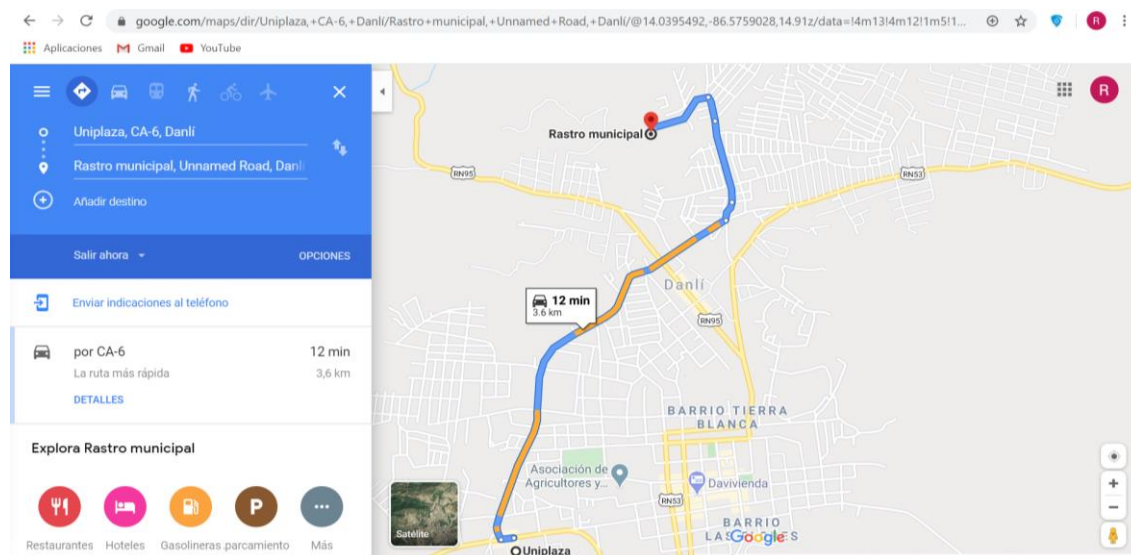 google.com/maps/dir/Uniplaza,+CA-6,+Danlí/Rastro+municipal,+Unnamed+Road,+Danlí/@14.0395492,-86.5759028,14.91z/data=!4m13!4m12!1m5!1...
R
Aplicaciones
Gmail
YouTube
Uniplaza, CA-6, Danlí
Rastro municipal, Unnamed Road, Danlí
Añadir destino
Salir ahora
OPCIONES
Enviar indicaciones al teléfono
por CA-6
12 min
La ruta más rápida
3,6 km
DETALLES
Explora Rastro municipal
P
Restaurantes
Hoteles
Gasolineras
parcamiento
Más
R
Rastro municipal
RN95
RN53
Danlí
12 min
3.6 km
RN95
BARRIO TIERRA
BLANCA
Asociación de
Agricultores y...
Davivienda
RN53
BARRIO
Google
Satélite
Uniplaza